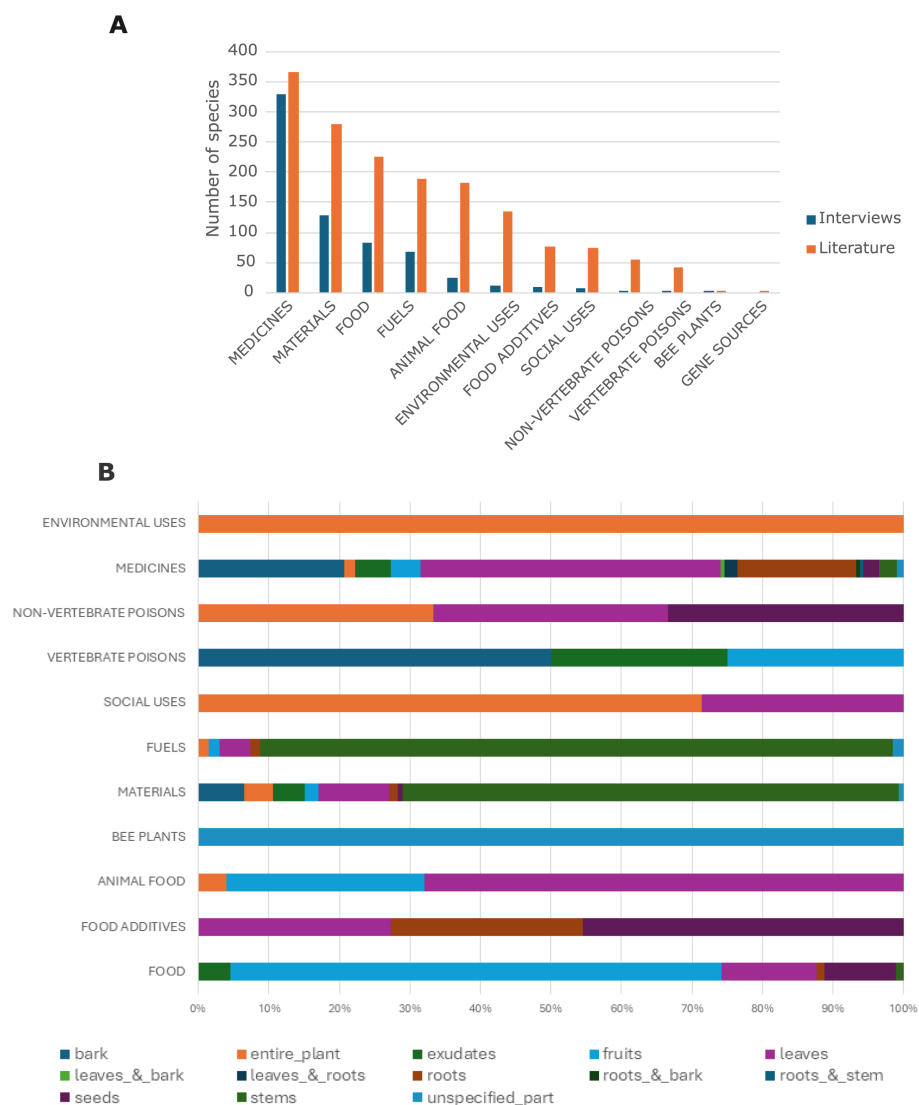 A
400
350
300
250
200
150
100
50
0
Number of species
MEDICINES
MATERIALS
FOOD
FUELS
ANIMAL FOOD
ENVIRONMENTAL USES
FOOD ADDITIVES
SOCIAL USES
NON-VERTEBRATE POISONS
VERTEBRATE POISONS
BEE PLANTS
GENE SOURCES
Interviews
Literature
B
ENVIRONMENTAL USES
MEDICINES
NON-VERTEBRATE POISONS
VERTEBRATE POISONS
SOCIAL USES
FUELS
MATERIALS
BEE PLANTS
ANIMAL FOOD
FOOD ADDITIVES
FOOD
0% 10% 20% 30% 40% 50% 60% 70% 80% 90% 100%
bark entire_plant exudates fruits leaves
leaves_&_bark leaves_&_roots roots roots_&_bark roots_&_stem
seeds stems unspecified_part